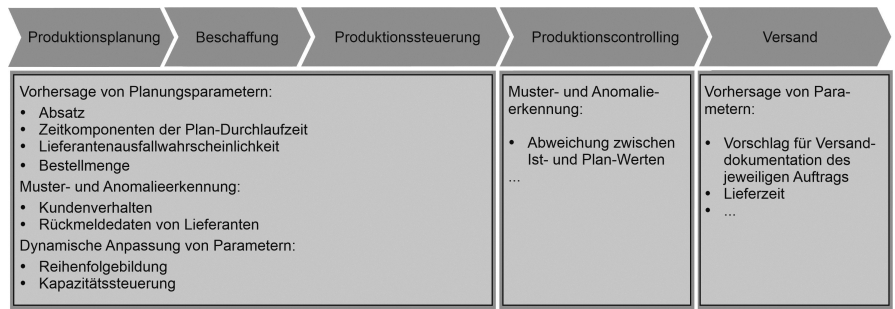 Produktionsplanung
Beschaffung
Produktionssteuerung
Produktionscontrolling
Versand
Vorhersage von Planungsparametern:
• Absatz
• Zeitkomponenten der Plan-Durchlaufzeit
• Lieferantenausfallwahrscheinlichkeit
• Bestellmenge
Muster- und Anomalieerkennung:
• Kundenverhalten
• Rückmeldedaten von Lieferanten
Dynamische Anpassung von Parametern:
• Reihenfolgebildung
• Kapazitätssteuerung
Muster- und Anomalie-
erkennung:
• Abweichung zwischen
Ist- und Plan-Werten
...
Vorhersage von Para-
metern:
• Vorschlag für Versand-
dokumentation des
jeweiligen Auftrags
• Lieferzeit
• ...